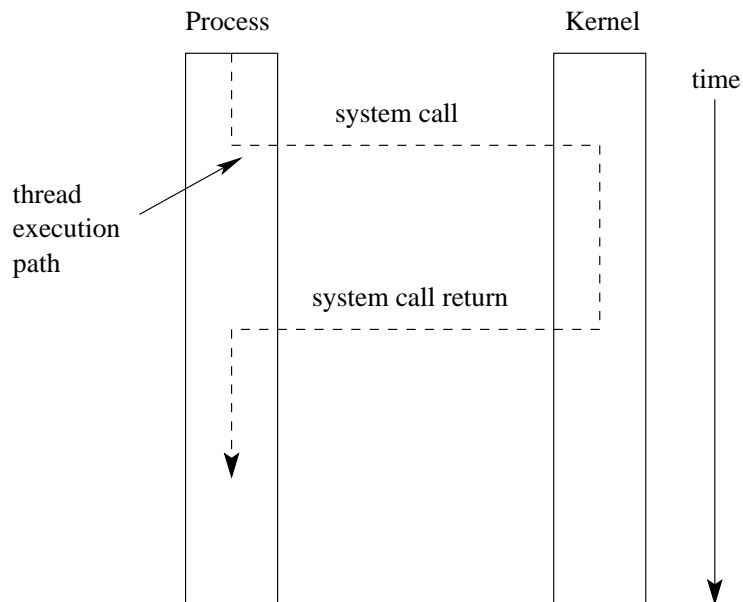 Process
Kernel
time
system call
thread
execution
path
system call return